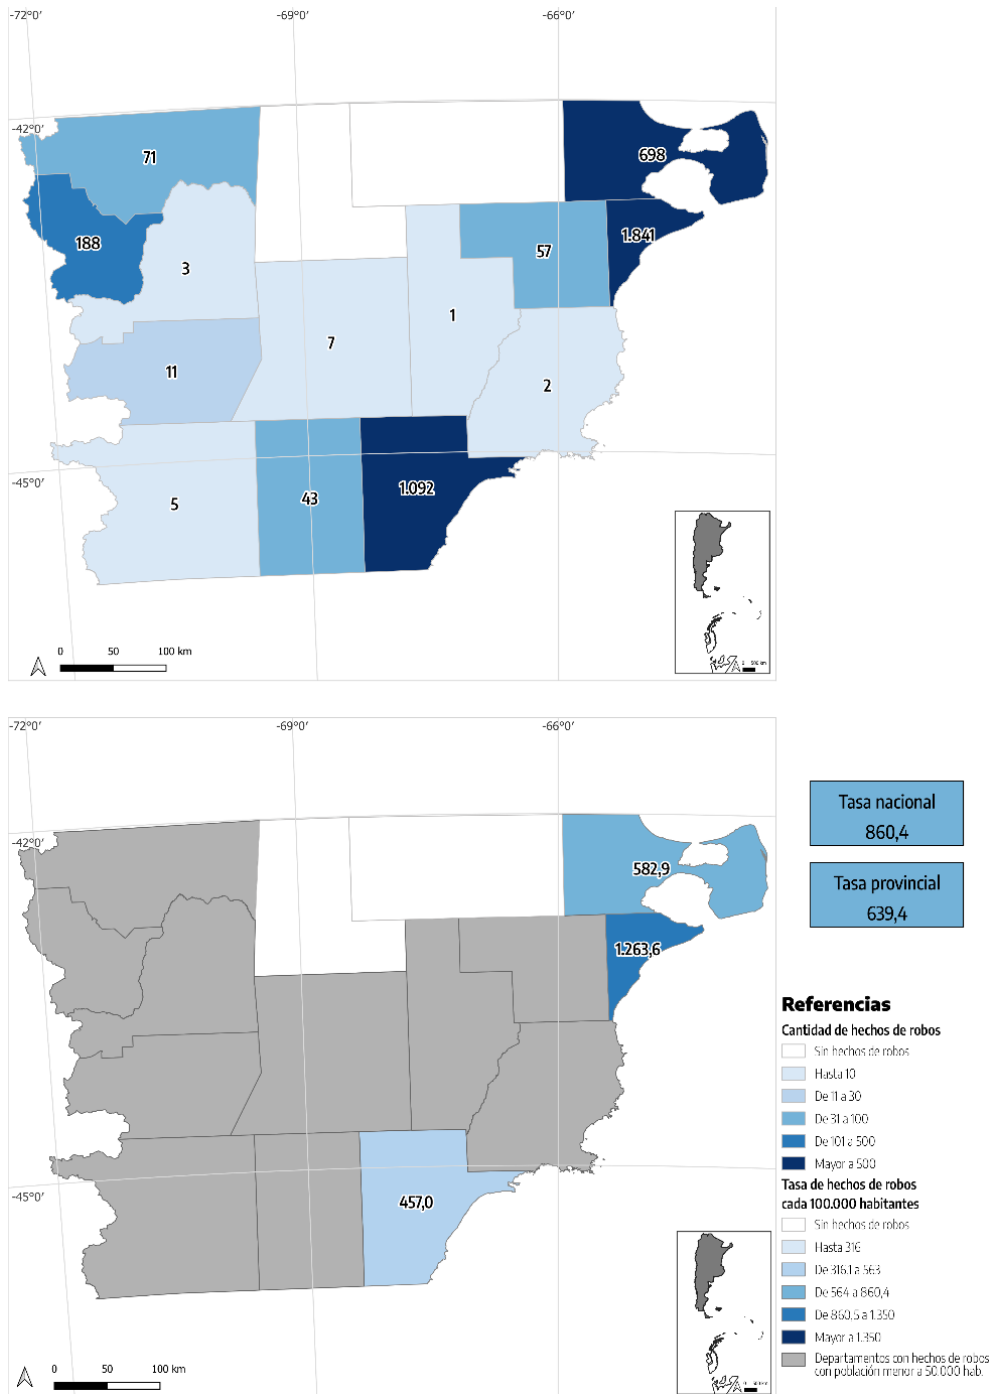 -72°0'
-69°0'
-66°0'
-42°0'
71
698
188
1.841
57
3
1
7
11
2
-45°0'
5
43
1.092
0 50 100 km
-72°0'
-69°0'
-66°0'
Tasa nacional
860,4
-42°0'
582,9
Tasa provincial
639,4
1.263,6
Referencias
Cantidad de hechos de robos
Sin hechos de robos
Hasta 10
De 11 a 30
De 31 a 100
De 101 a 500
Mayor a 500
Tasa de hechos de robos
cada 100.000 habitantes
-45°0'
457,0
Sin hechos de robos
Hasta 316
De 316,1 a 563
De 564 a 860,4
De 860,5 a 1.350
Mayor a 1.350
Departamentos con hechos de robos
con población menor a 50.000 hab.
0 50 100 km